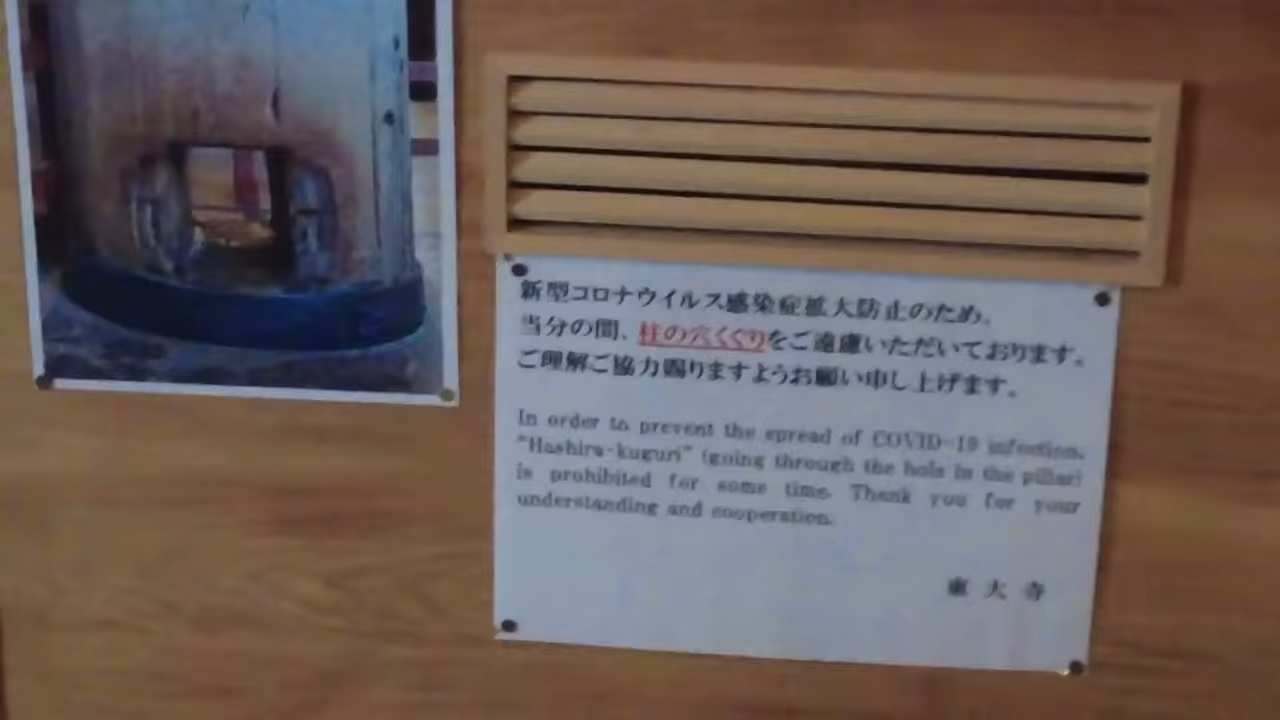 新型コロナウイルス感染症拡大防止のため、
当分の間、柱の穴くぐりをご遠慮いただいております。
ご理解ご協力賜りますようお願い申し上げます。
In order to prevent the spread of COVID-19 infection,
"Hashira-kuguri" (going through the hole in the pillar)
is prohibited for some time. Thank you for your
understanding and cooperation.
東大寺